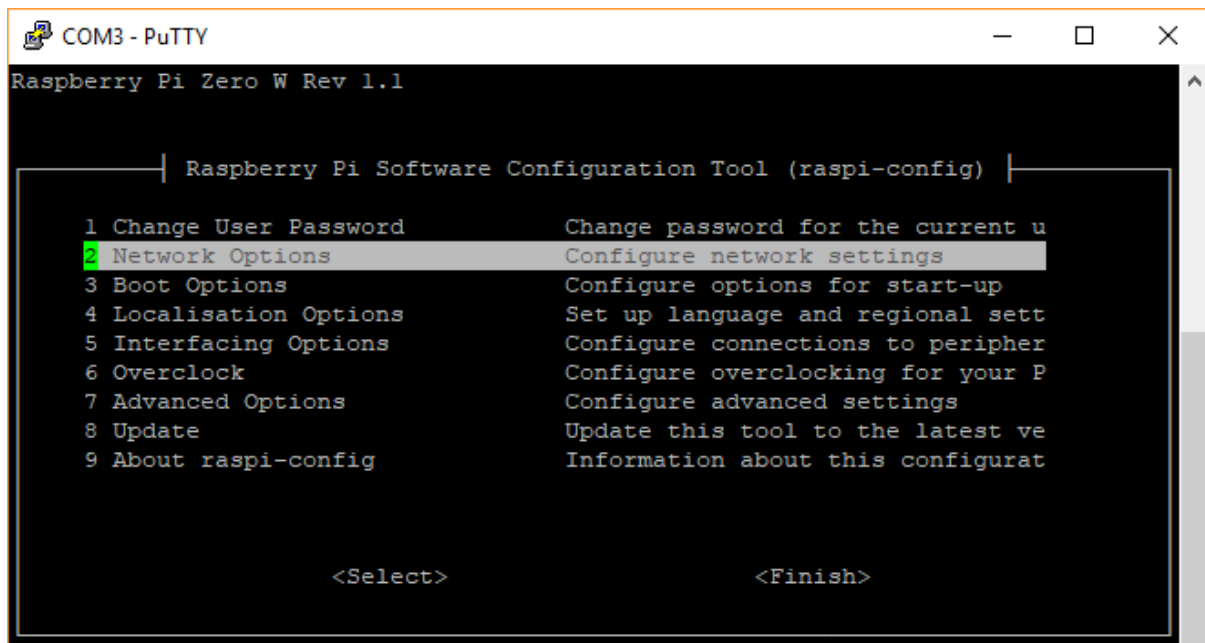 COM3 - PuTTY
Raspberry Pi Zero W Rev 1.1
Raspberry Pi Software Configuration Tool (raspi-config)
1 Change User Password Change password for the current u
2 Network Options Configure network settings
3 Boot Options Configure options for start-up
4 Localisation Options Set up language and regional sett
5 Interfacing Options Configure connections to peripher
6 Overclock Configure overclocking for your P
7 Advanced Options Configure advanced settings
8 Update Update this tool to the latest ve
9 About raspi-config Information about this configurat
<Select> <Finish>